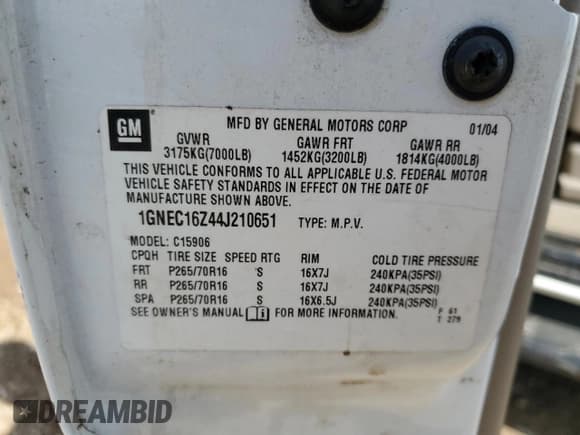 GM
MFD BY GENERAL MOTORS CORP 01/04
GVWR GAWR FRT GAWR RR
3175KG(7000LB) 1452KG(3200LB) 1814KG(4000LB)
THIS VEHICLE CONFORMS TO ALL APPLICABLE U.S. FEDERAL MOTOR
VEHICLE SAFETY STANDARDS IN EFFECT ON THE DATE OF
MANUFACTURE SHOWN ABOVE.
1GNEC16Z44J210651 TYPE: M.P.V.
MODEL: C15906
CPQH TIRE SIZE SPEED RTG RIM COLD TIRE PRESSURE
FRT P265/70R16 S 16X7J 240KPA(35PSI)
RR P265/70R16 S 16X7J 240KPA(35PSI)
SPA P265/70R16 S 16X6.5J 240KPA(35PSI)
SEE OWNER'S MANUAL FOR MORE INFORMATION.
P 61
T 279
DREAMBID